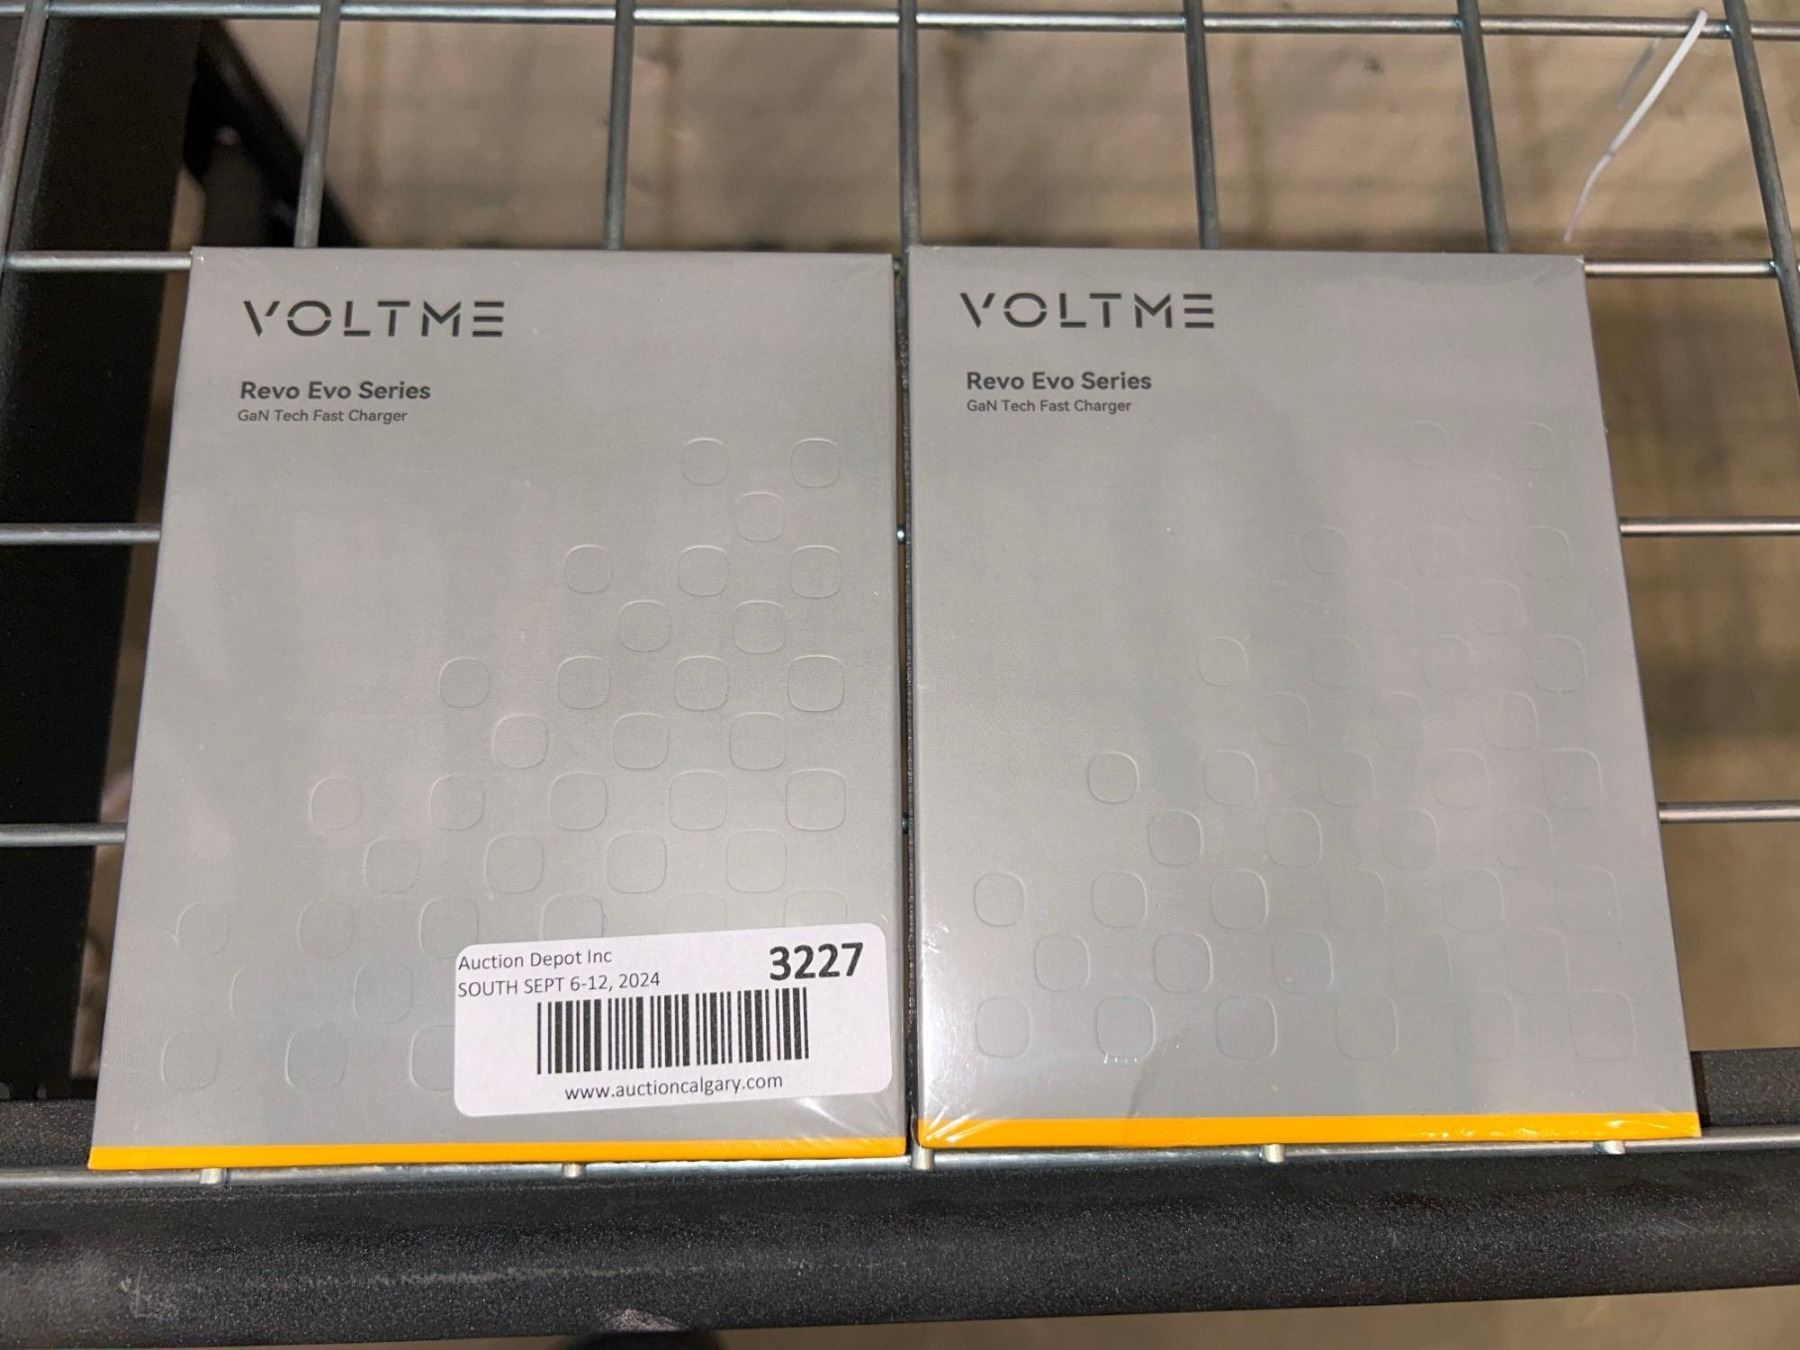 VOLTME
Revo Evo Series
GaN Tech Fast Charger
Auction Depot Inc
3227
SOUTH SEPT 6-12, 2024
www.auctioncalgary.com
VOLTME
Revo Evo Series
GaN Tech Fast Charger